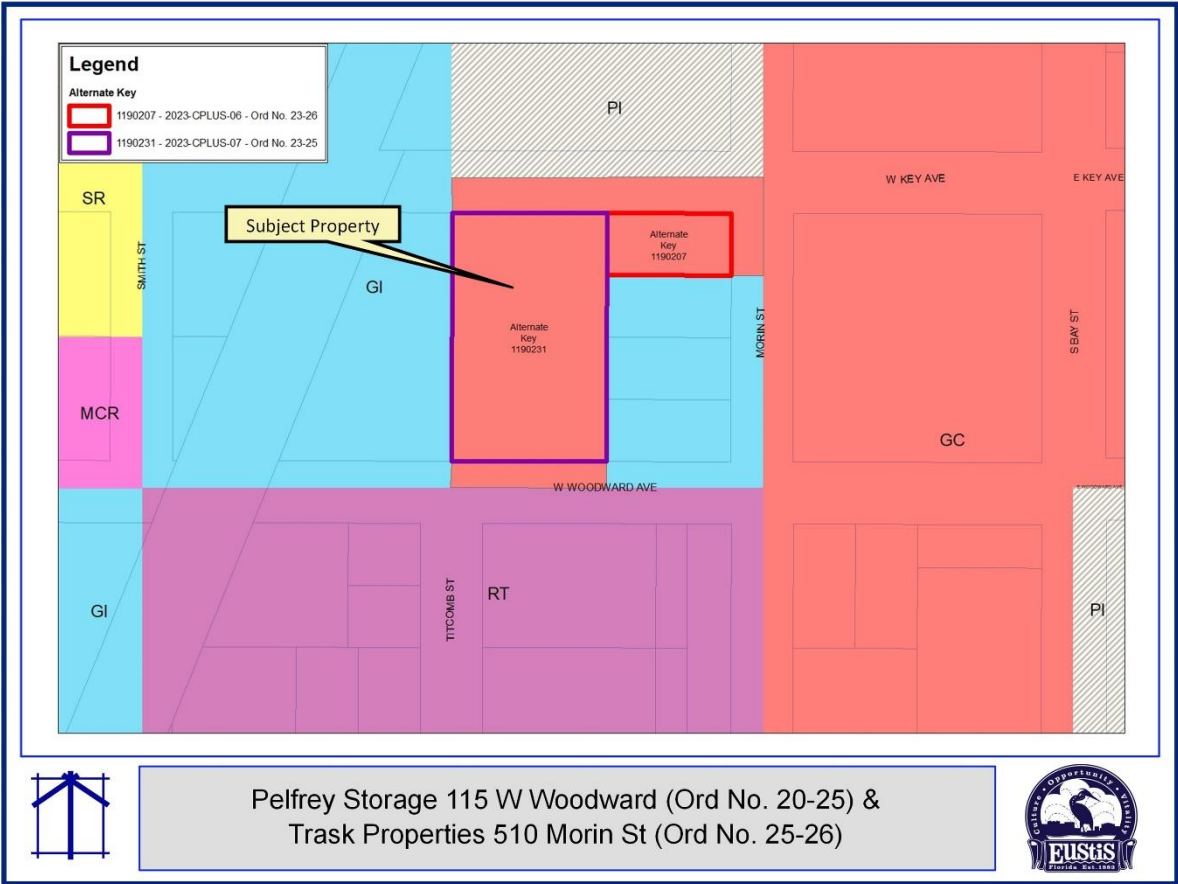 Legend
Alternate Key
1190207 - 2023-CPLUS-06 - Ord No. 23-26
1190231 - 2023-CPLUS-07 - Ord No. 23-25
PI
SR
W KEY AVE
E KEY AVE
Subject Property
SMITH ST
GI
Alternate
Key
1190207
Alternate
Key
1190231
MORIN ST
S BAY ST
MCR
GC
W WOODWARD AVE
E WOODWARD AVE
GI
TITCOMB ST
RT
PI
Pelfrey Storage 115 W Woodward (Ord No. 20-25) &
Trask Properties 510 Morin St (Ord No. 25-26)
Culture • Opportunity • Vitality
EUSTIS
Florida Est.1883